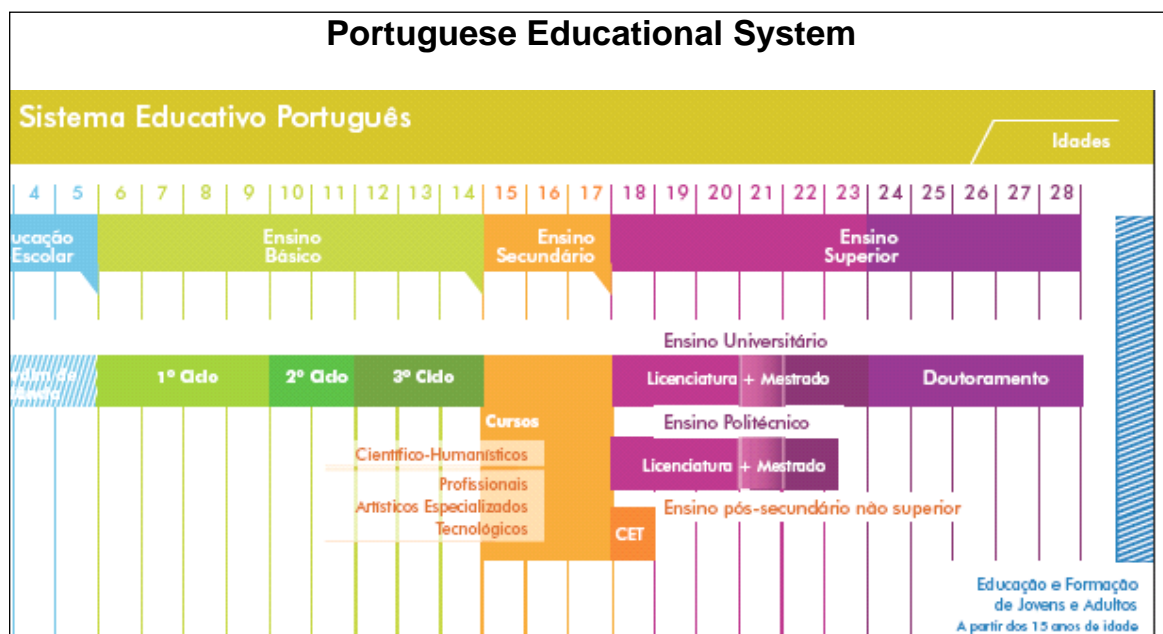 Portuguese Educational System
Sistema Educativo Português
Idades
4 5 6 7 8 9 10 11 12 13 14 15 16 17 18 19 20 21 22 23 24 25 26 27 28
ucação
Escolar
Ensino
Básico
Ensino
Secundário
Ensino
Superior
Ensino Universitário
rdim de
1º Ciclo 2º Ciclo 3º Ciclo Licenciatura + Mestrado Doutoramento
Cursos
Ensino Politécnico
Científico-Humanísticos
Licenciatura + Mestrado
Profissionais
Artísticos Especializados
Tecnológicos
Ensino pós-secundário não superior
CET
Educação e Formação
de Jovens e Adultos
A partir dos 15 anos de idade